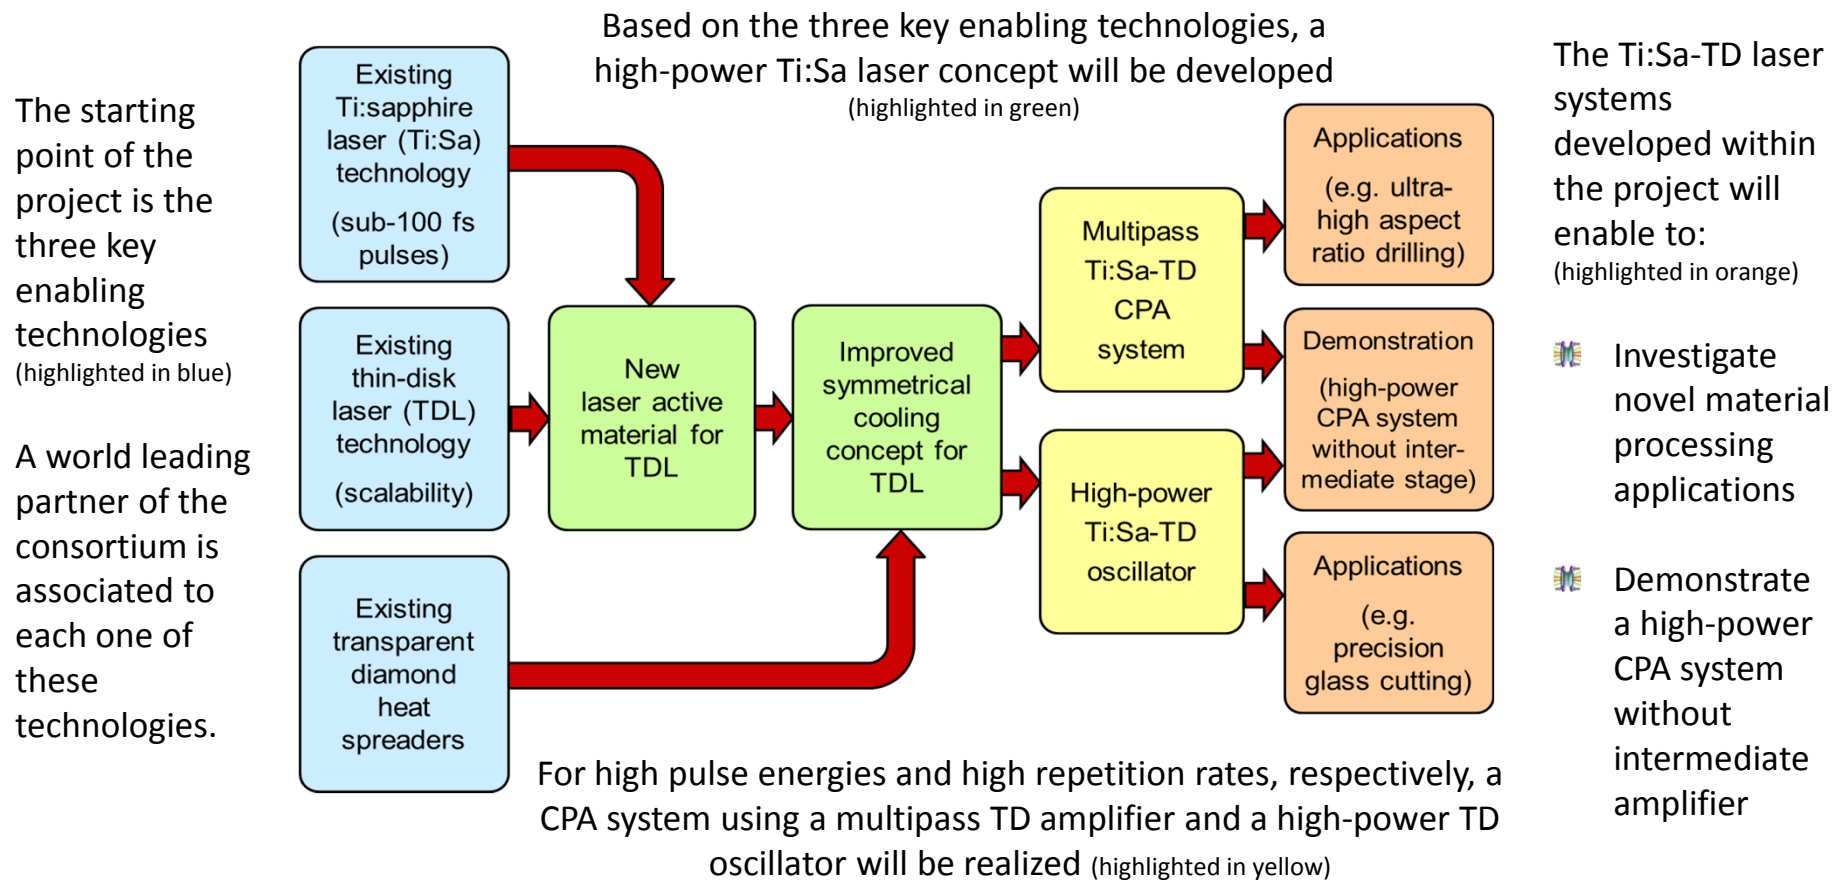 The starting
point of the
project is the
three key
enabling
technologies
(highlighted in blue)
A world leading
partner of the
consortium is
associated to
each one of
these
technologies.
Based on the three key enabling technologies, a
high-power Ti:Sa laser concept will be developed
(highlighted in green)
Existing
Ti:sapphire
laser (Ti:Sa)
technology
(sub-100 fs
pulses)
Existing
thin-disk
laser (TDL)
technology
(scalability)
Existing
transparent
diamond
heat
spreaders
New
laser active
material for
TDL
Improved
symmetrical
cooling
concept for
TDL
Multipass
Ti:Sa-TD
CPA
system
High-power
Ti:Sa-TD
oscillator
Applications
(e.g. ultra-
high aspect
ratio drilling)
Demonstration
(high-power
CPA system
without inter-
mediate stage)
Applications
(e.g.
precision
glass cutting)
For high pulse energies and high repetition rates, respectively, a
CPA system using a multipass TD amplifier and a high-power TD
oscillator will be realized (highlighted in yellow)
The Ti:Sa-TD laser
systems
developed within
the project will
enable to:
(highlighted in orange)
Investigate
novel material
processing
applications
Demonstrate
a high-power
CPA system
without
intermediate
amplifier